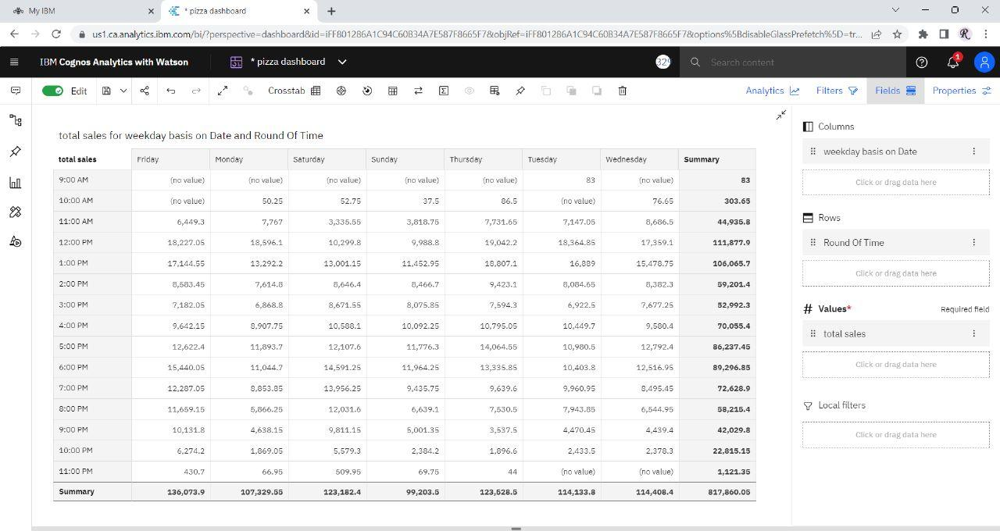 My IBM
* pizza dashboard
us1.ca.analytics.ibm.com/bi/?perspective=dashboard&id=iFF801286A1C94C60B34A7E587F8665F7&objRef=iFF801286A1C94C60B34A7E587F8665F7&options%5BdisableGlassPrefetch%5D=tr...
IBM Cognos Analytics with Watson
* pizza dashboard
Search content
1
Edit
Crosstab
Analytics
Filters
Fields
Properties
total sales for weekday basis on Date and Round Of Time
total sales Friday Monday Saturday Sunday Thursday Tuesday Wednesday Summary
9:00 AM (no value) (no value) (no value) (no value) (no value) 83 (no value) 83
10:00 AM (no value) 50.25 52.75 37.5 86.5 (no value) 76.65 303.65
11:00 AM 6,449.3 767 3,335.55 3,818.75 7,731.65 7,147.05 8,686.5 44,935.8
12:00 PM 18,227.05 18,596.1 10,299.8 9,988.8 19,042.2 18,364.85 17,359.1 111,877.9
1:00 PM 17,144.55 13,292.2 13,001.15 11,452.95 18,807.1 16,889 15,478.75 106,065.7
2:00 PM 8,583.45 7,614.8 8,646.4 8,466.7 9,423.1 8,084.65 8,382.3 59,201.4
3:00 PM 7,182.05 6,868.8 8,671.55 8,075.85 7,594.3 6,922.5 7,677.25 52,992.3
4:00 PM 9,642.15 8,907.75 10,588.1 10,092.25 10,795.05 10,449.7 9,580.4 70,055.4
5:00 PM 12,622.4 11,893.7 12,107.6 11,776.3 14,064.55 10,980.5 12,792.4 86,237.45
6:00 PM 15,440.05 11,044.7 14,591.25 11,964.25 13,335.85 10,403.8 12,516.95 89,296.85
7:00 PM 12,287.05 8,853.85 13,956.25 9,435.75 9,639.6 9,960.95 8,495.45 72,628.9
8:00 PM 11,659.15 5,866.25 12,031.6 6,639.1 7,530.5 7,943.85 6,544.95 58,215.4
9:00 PM 10,131.8 4,638.15 9,811.15 5,001.35 3,537.5 4,470.45 4,439.4 42,029.8
10:00 PM 6,274.2 1,869.05 5,579.3 2,384.2 1,896.6 2,433.5 2,378.3 22,815.15
11:00 PM 430.7 66.95 509.95 69.75 44 (no value) (no value) 1,121.35
Summary 136,073.9 107,329.55 123,182.4 99,203.5 123,528.5 114,133.8 114,408.4 817,860.05
Columns
weekday basis on Date
Click or drag data here
Rows
Round Of Time
Click or drag data here
# Values* Required field
total sales
Click or drag data here
Local filters
Click or drag data here